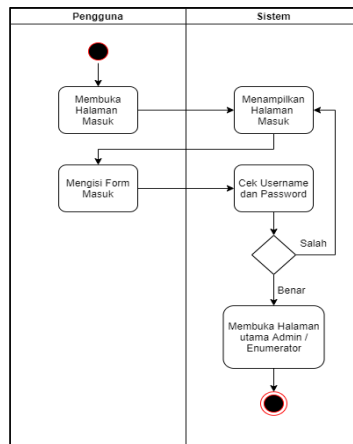 Pengguna
Sistem
Membuka
Halaman
Masuk
Menampilkan
Halaman
Masuk
Mengisi Form
Masuk
Cek Username
dan Password
Salah
Benar
Membuka Halaman
utama Admin /
Enumerator